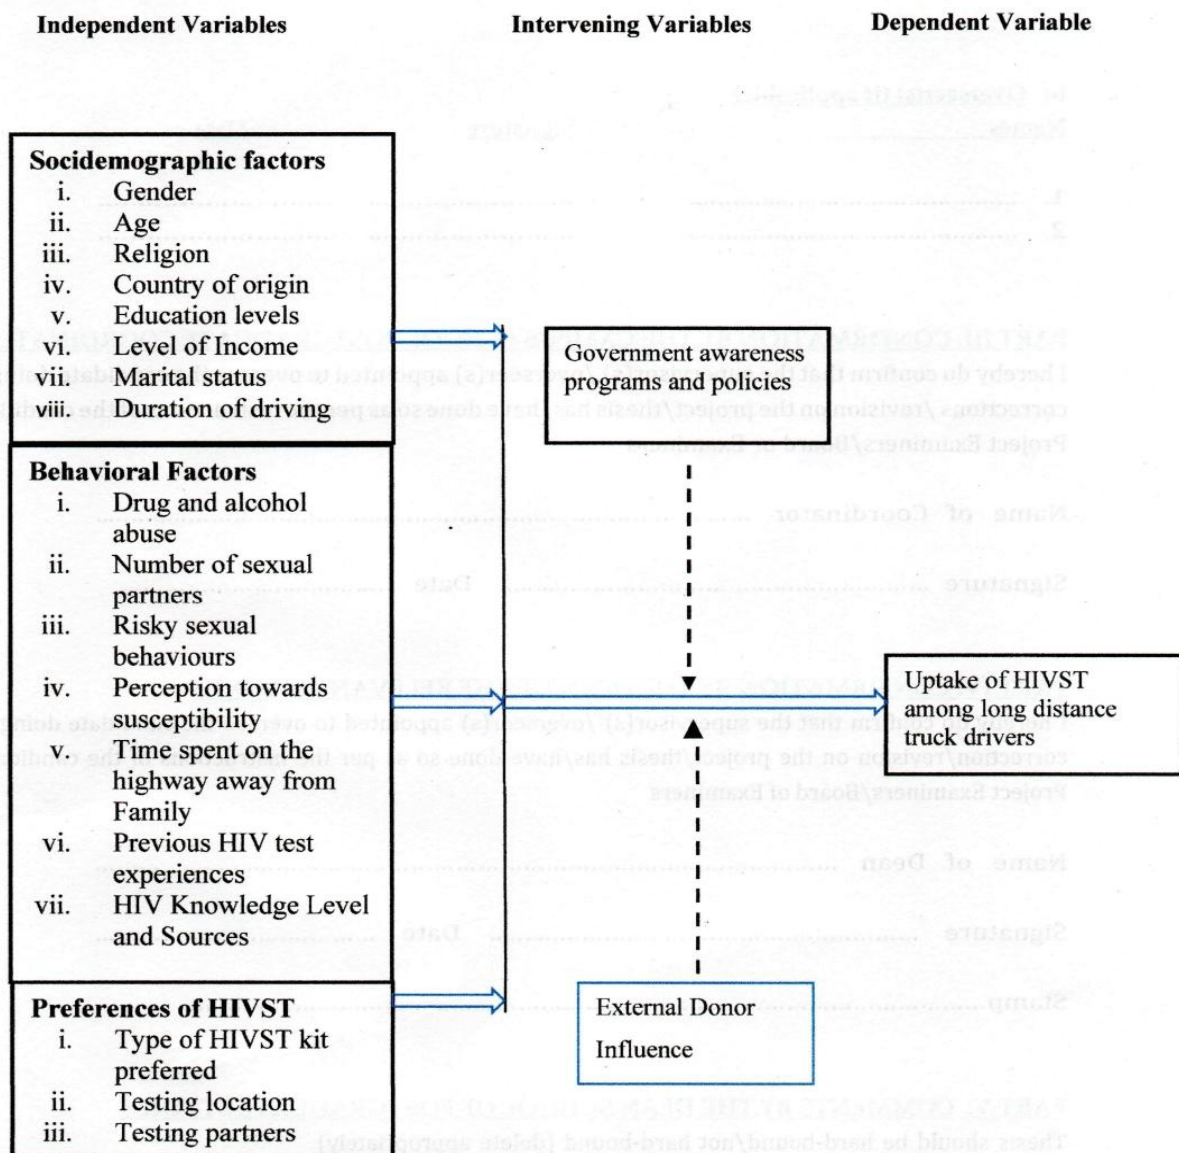 Independent Variables
Intervening Variables
Dependent Variable
Socidemographic factors
i. Gender
ii. Age
iii. Religion
iv. Country of origin
v. Education levels
vi. Level of Income
vii. Marital status
viii. Duration of driving
Behavioral Factors
i. Drug and alcohol
abuse
ii. Number of sexual
partners
iii. Risky sexual
behaviours
iv. Perception towards
susceptibility
v. Time spent on the
highway away from
Family
vi. Previous HIV test
experiences
vii. HIV Knowledge Level
and Sources
Preferences of HIVST
i. Type of HIVST kit
preferred
ii. Testing location
iii. Testing partners
Government awareness
programs and policies
External Donor
Influence
Uptake of HIVST
among long distance
truck drivers